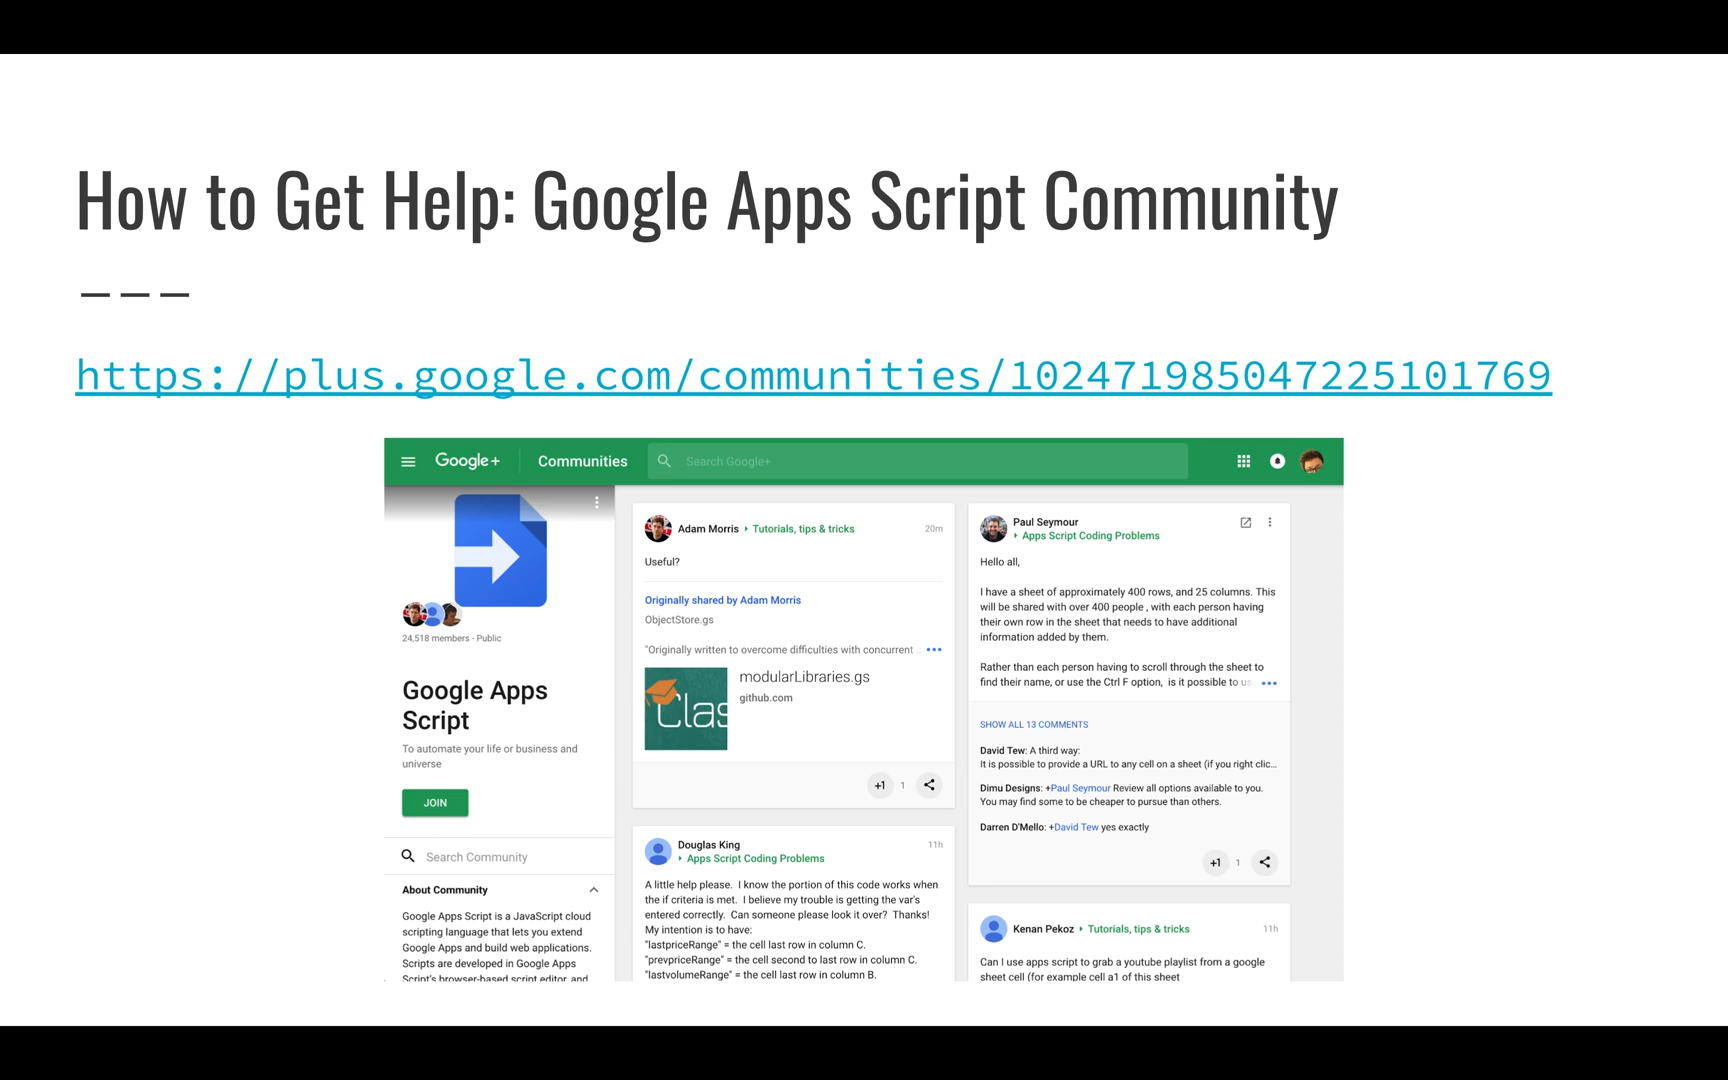 How to Get Help: Google Apps Script Community
https://plus.google.com/communities/102471985047225101769
Google+
Communities
Search Google+
24,518 members - Public
Google Apps
Script
To automate your life or business and
universe
JOIN
Search Community
About Community
Google Apps Script is a JavaScript cloud
scripting language that lets you extend
Google Apps and build web applications.
Scripts are developed in Google Apps
Script's browser-based script editor, and
Adam Morris ‣ Tutorials, tips & tricks
20m
Useful?
Originally shared by Adam Morris
ObjectStore.gs
"Originally written to overcome difficulties with concurrent ...
modularLibraries.gs
github.com
Clas
+1
1
Douglas King
11h
‣ Apps Script Coding Problems
A little help please. I know the portion of this code works when
the if criteria is met. I believe my trouble is getting the var's
entered correctly. Can someone please look it over? Thanks!
My intention is to have:
"lastpriceRange" = the cell last row in column C.
"prevpriceRange" = the cell second to last row in column C.
"lastvolumeRange" = the cell last row in column B.
Paul Seymour
‣ Apps Script Coding Problems
Hello all,
I have a sheet of approximately 400 rows, and 25 columns. This
will be shared with over 400 people , with each person having
their own row in the sheet that needs to have additional
information added by them.
Rather than each person having to scroll through the sheet to
find their name, or use the Ctrl F option, is it possible to us
SHOW ALL 13 COMMENTS
David Tew: A third way:
It is possible to provide a URL to any cell on a sheet (if you right clic...
Dimu Designs: +Paul Seymour Review all options available to you.
You may find some to be cheaper to pursue than others.
Darren D'Mello: +David Tew yes exactly
+1
1
Kenan Pekoz ‣ Tutorials, tips & tricks
11h
Can I use apps script to grab a youtube playlist from a google
sheet cell (for example cell a1 of this sheet